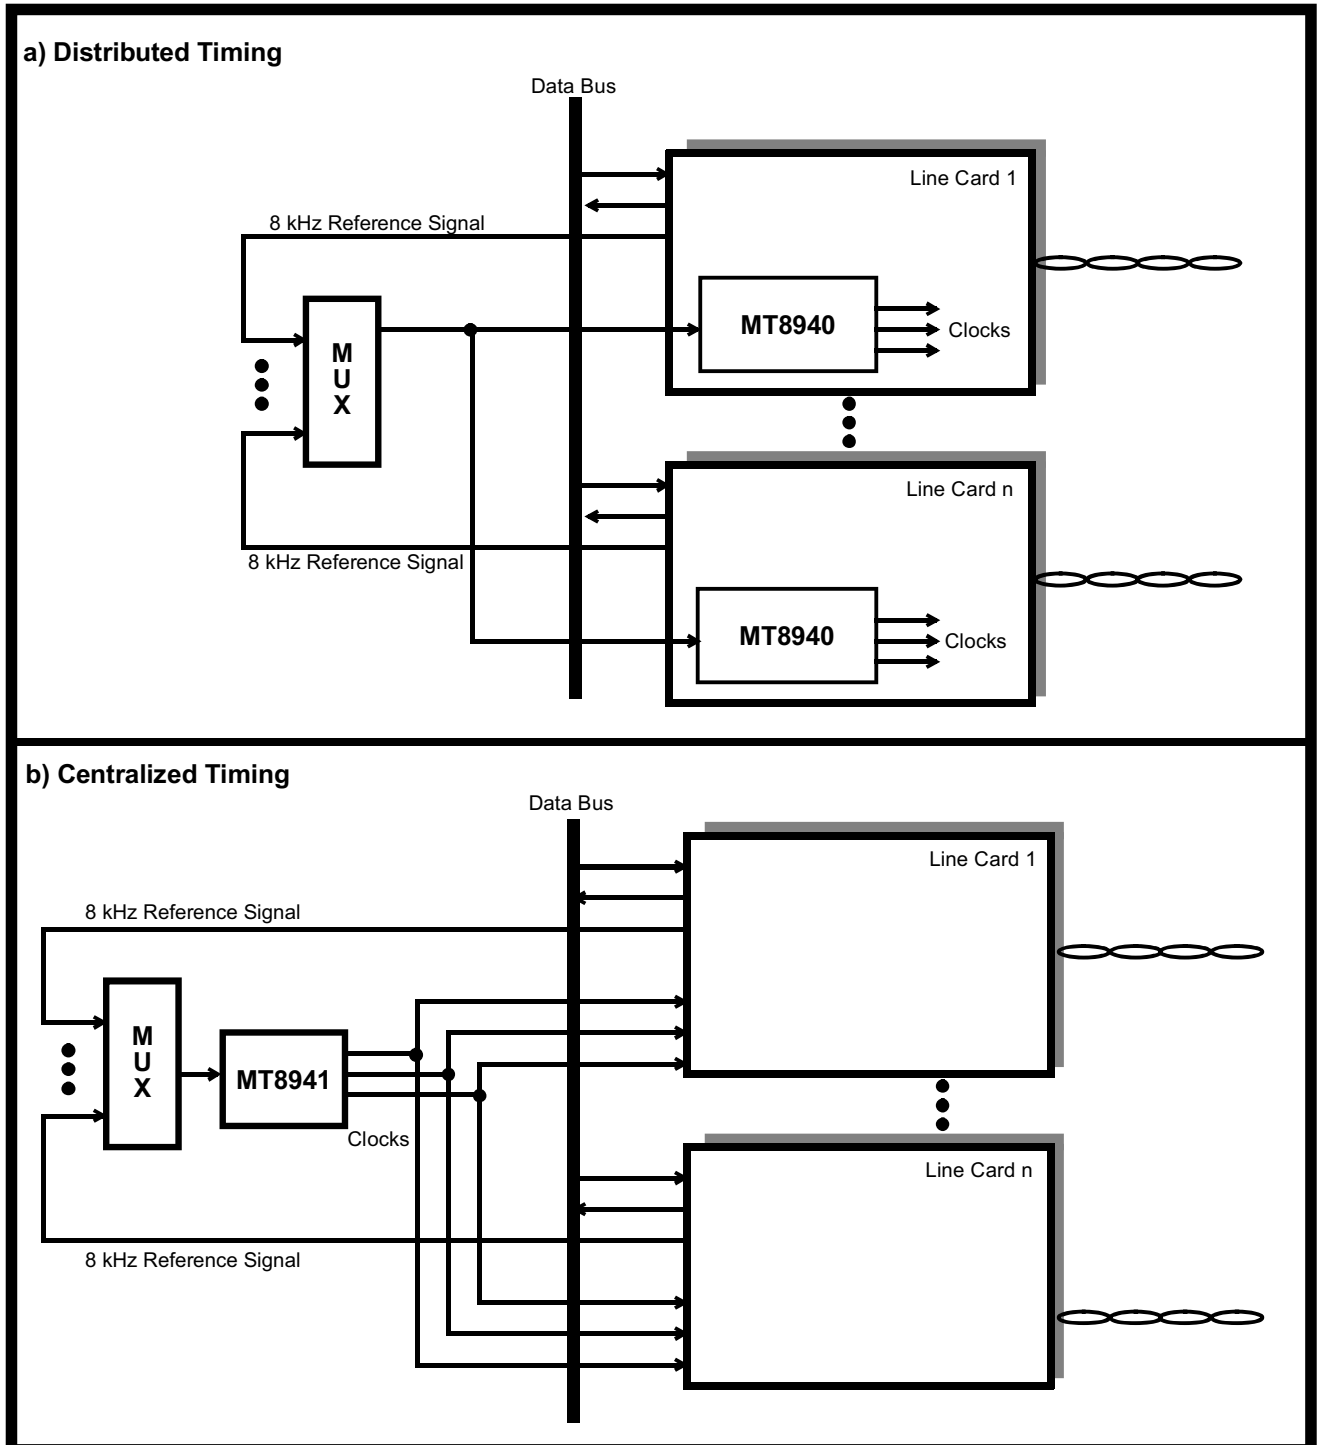 a) Distributed Timing
Data Bus
Line Card 1
8 kHz Reference Signal
MT8940
Clocks
M
U
X
Line Card n
8 kHz Reference Signal
MT8940
Clocks
b) Centralized Timing
Data Bus
Line Card 1
8 kHz Reference Signal
M
U
X
MT8941
Clocks
Line Card n
8 kHz Reference Signal